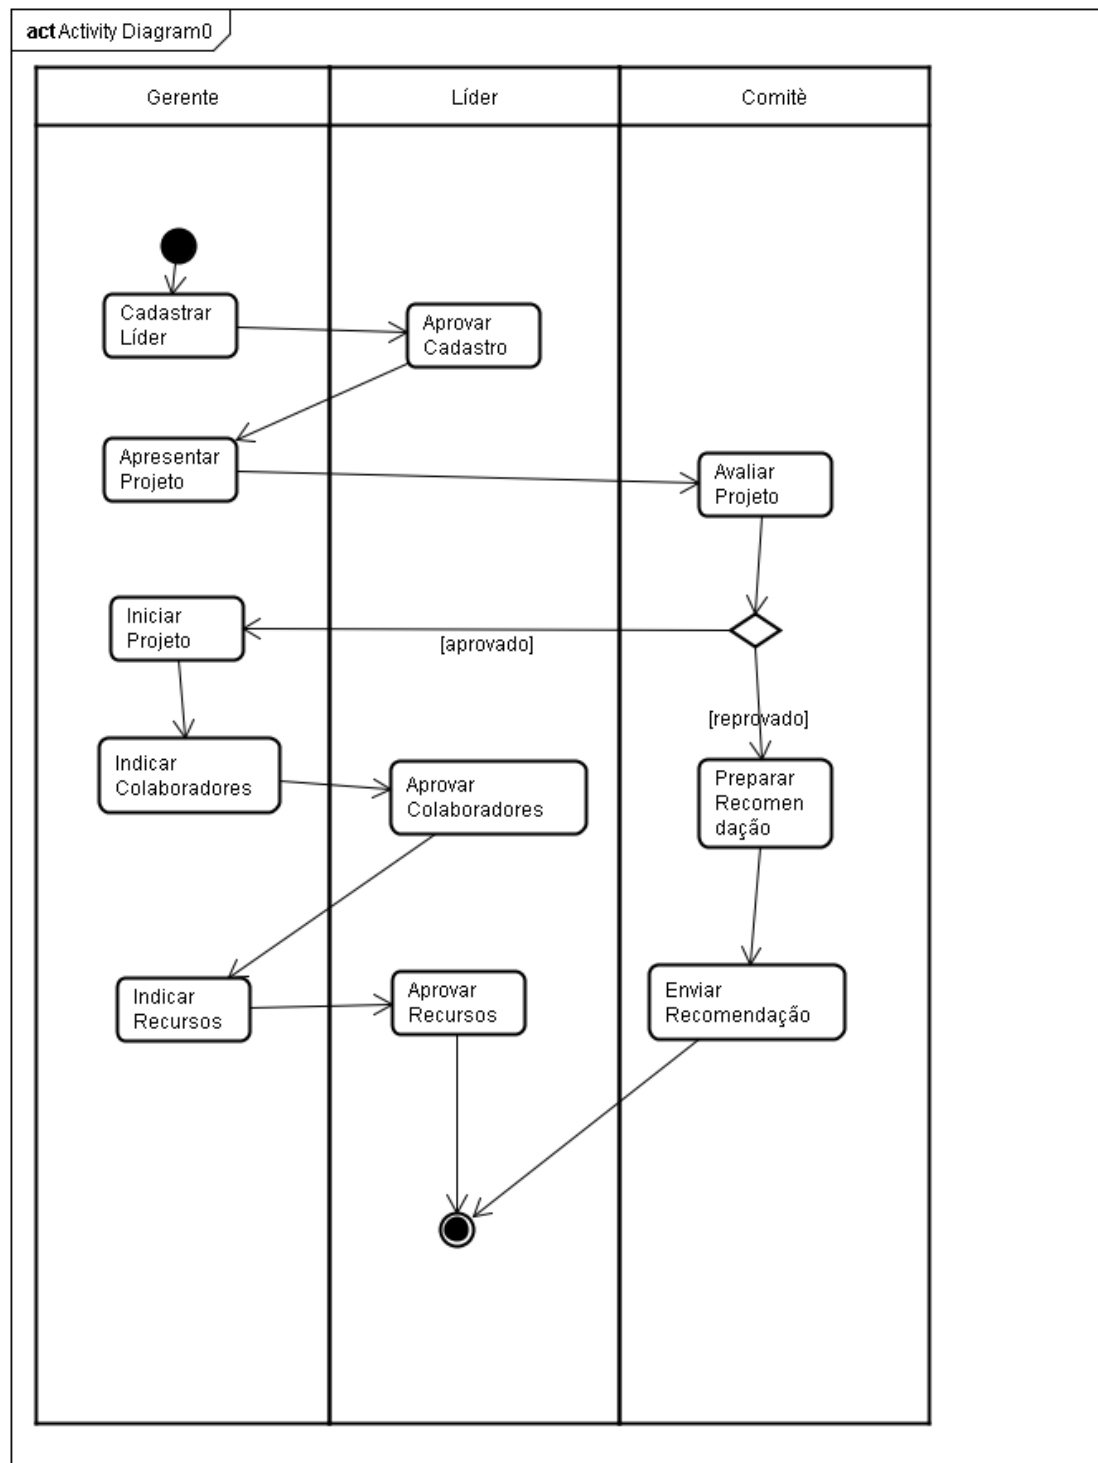 act Activity Diagram0
Gerente
Líder
Comitè
Cadastrar
Líder
Aprovar
Cadastro
Apresentar
Projeto
Avaliar
Projeto
Iniciar
Projeto
[aprovado]
[reprovado]
Indicar
Colaboradores
Aprovar
Colaboradores
Preparar
Recomen
dação
Indicar
Recursos
Aprovar
Recursos
Enviar
Recomendação